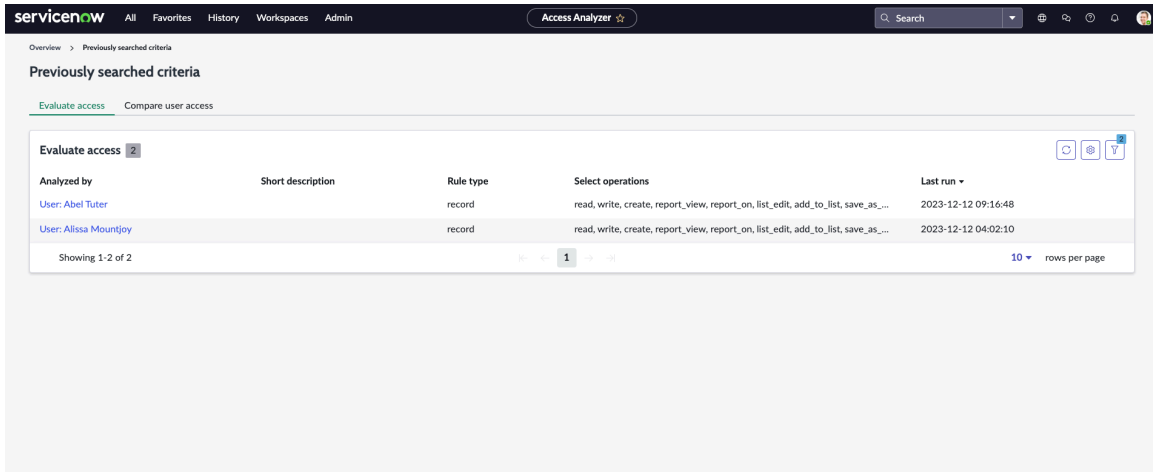 servicenow All Favorites History Workspaces Admin Access Analyzer Search
Overview > Previously searched criteria
Previously searched criteria
Evaluate access Compare user access
Evaluate access 2 2
Analyzed by Short description Rule type Select operations Last run
User: Abel Tuter record read, write, create, report_view, report_on, list_edit, add_to_list, save_as_... 2023-12-12 09:16:48
User: Alissa Mountjoy record read, write, create, report_view, report_on, list_edit, add_to_list, save_as_... 2023-12-12 04:02:10
Showing 1-2 of 2 1 10 rows per page